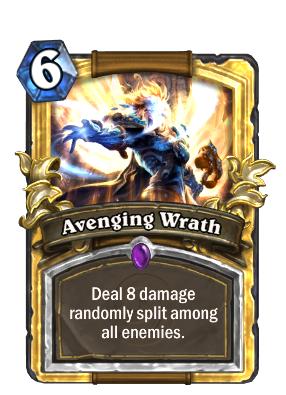 6
Avenging Wrath
Deal 8 damage
randomly split among
all enemies.